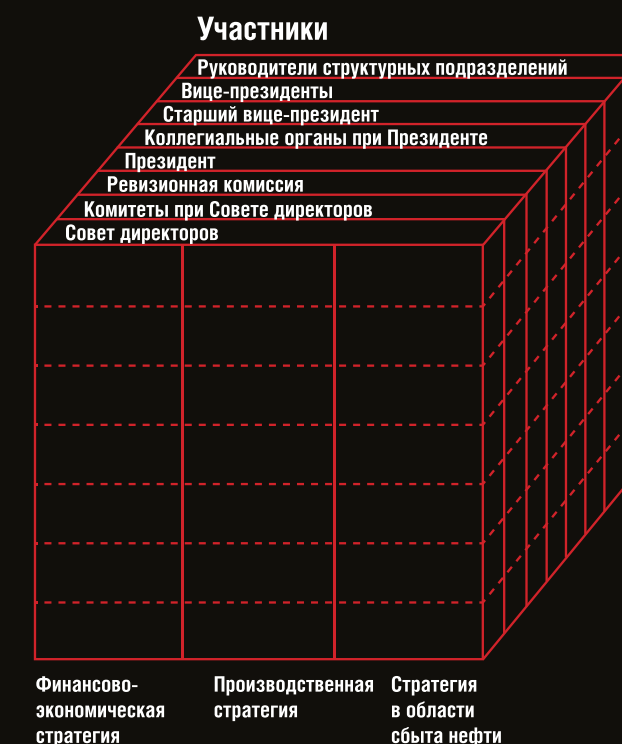 Участники
Руководители структурных подразделений
Вице-президенты
Старший вице-президент
Коллегиальные органы при Президенте
Президент
Ревизионная комиссия
Комитеты при Совете директоров
Совет директоров
Финансово-
экономическая
стратегия
Производственная
стратегия
Стратегия
в области
сбыта нефти